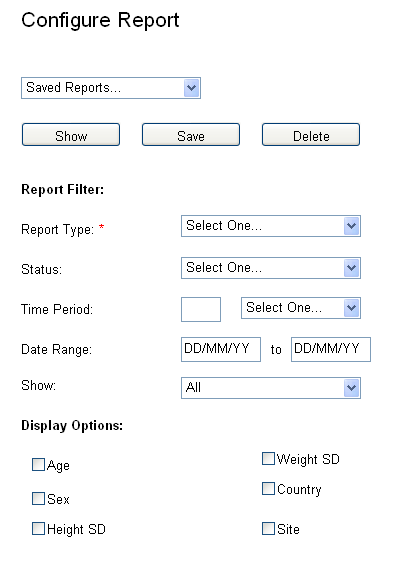 Configure Report
Saved Reports...
Show Save Delete
Report Filter:
Report Type: * Select One...
Status: Select One...
Time Period: Select One...
Date Range: DD/MM/YY to DD/MM/YY
Show: All
Display Options:
Age Weight SD
Sex Country
Height SD Site